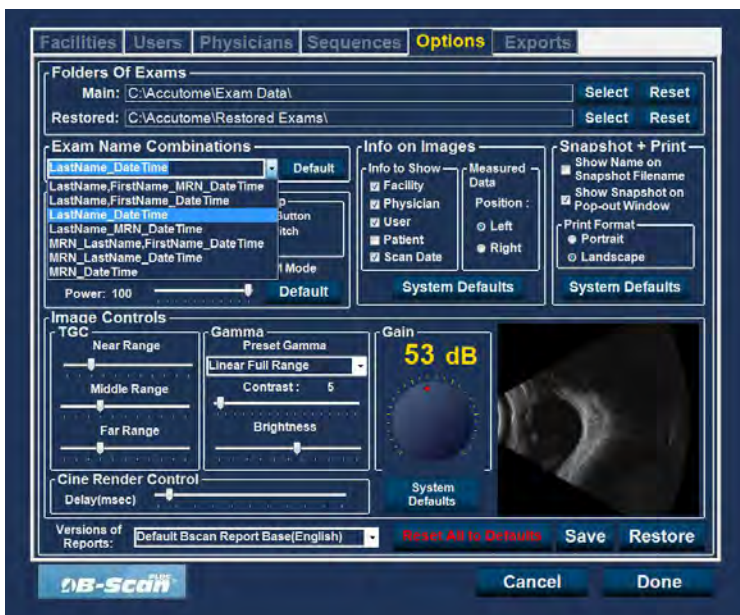 Facilities Users Physicians Sequences Options Exports
Folders Of Exams
Main: C:\Accutome\Exam Data\ Select Reset
Restored: C:\Accutome\Restored Exams\ Select Reset
Exam Name Combinations
LastName_DateTime Default
LastName,FirstName_MRN_DateTime
LastName,FirstName_DateTime
LastName_DateTime
LastName_MRN_DateTime
MRN_LastName,FirstName_DateTime
MRN_LastName_DateTime
MRN_DateTime
Button
Mode
Power: 100 Default
Info on Images
Info to Show
Facility
Physician
User
Patient
Scan Date
Measured
Data
Position :
Left
Right
System Defaults
Snapshot + Print
Show Name on
Snapshot Filename
Show Snapshot on
Pop-out Window
Print Format
Portrait
Landscape
System Defaults
Image Controls
TGC
Near Range
Middle Range
Far Range
Gamma
Preset Gamma
Linear Full Range
Contrast : 5
Brightness
Gain
53 dB
System
Defaults
Cine Render Control
Delay(msec)
Versions of
Reports: Default Bscan Report Base(English) Reset All to Defaults Save Restore
B-Scan PLUS Cancel Done